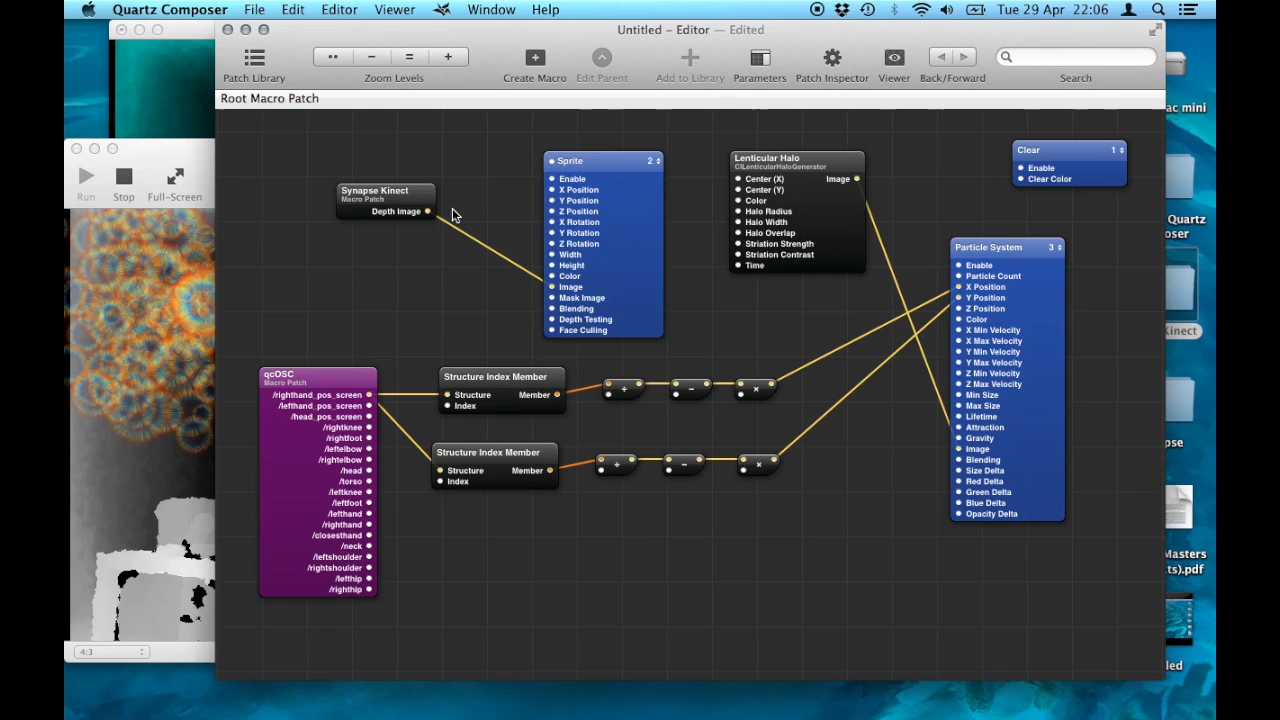 Quartz Composer File Edit Editor Viewer Window Help Tue 29 Apr 22:06
Untitled – Editor — Edited
Patch Library Zoom Levels Create Macro Edit Parent Add to Library Parameters Patch Inspector Viewer Back/Forward Search
Root Macro Patch
Run Stop Full-Screen
4:3
Synapse Kinect
Macro Patch
Depth Image
Sprite 2
Enable
X Position
Y Position
Z Position
X Rotation
Y Rotation
Z Rotation
Width
Height
Color
Image
Mask Image
Blending
Depth Testing
Face Culling
Lenticular Halo
CILenticularHaloGenerator
Center (X) Image
Center (Y)
Color
Halo Radius
Halo Width
Halo Overlap
Striation Strength
Striation Contrast
Time
Clear 1
Enable
Clear Color
Particle System 3
Enable
Particle Count
X Position
Y Position
Z Position
Color
X Min Velocity
X Max Velocity
Y Min Velocity
Y Max Velocity
Z Min Velocity
Z Max Velocity
Min Size
Max Size
Lifetime
Attraction
Gravity
Image
Blending
Size Delta
Red Delta
Green Delta
Blue Delta
Opacity Delta
qcOSC
Macro Patch
/righthand_pos_screen
/lefthand_pos_screen
/head_pos_screen
/rightknee
/rightfoot
/leftelbow
/rightelbow
/head
/torso
/leftknee
/leftfoot
/lefthand
/righthand
/closesthand
/neck
/leftshoulder
/rightshoulder
/lefthip
/righthip
Structure Index Member
Structure Member
Index
÷ − ×
Structure Index Member
Structure Member
Index
÷ − ×
ac mini
Quartz
oser
Kinect
pse
Masters
ts).pdf
led